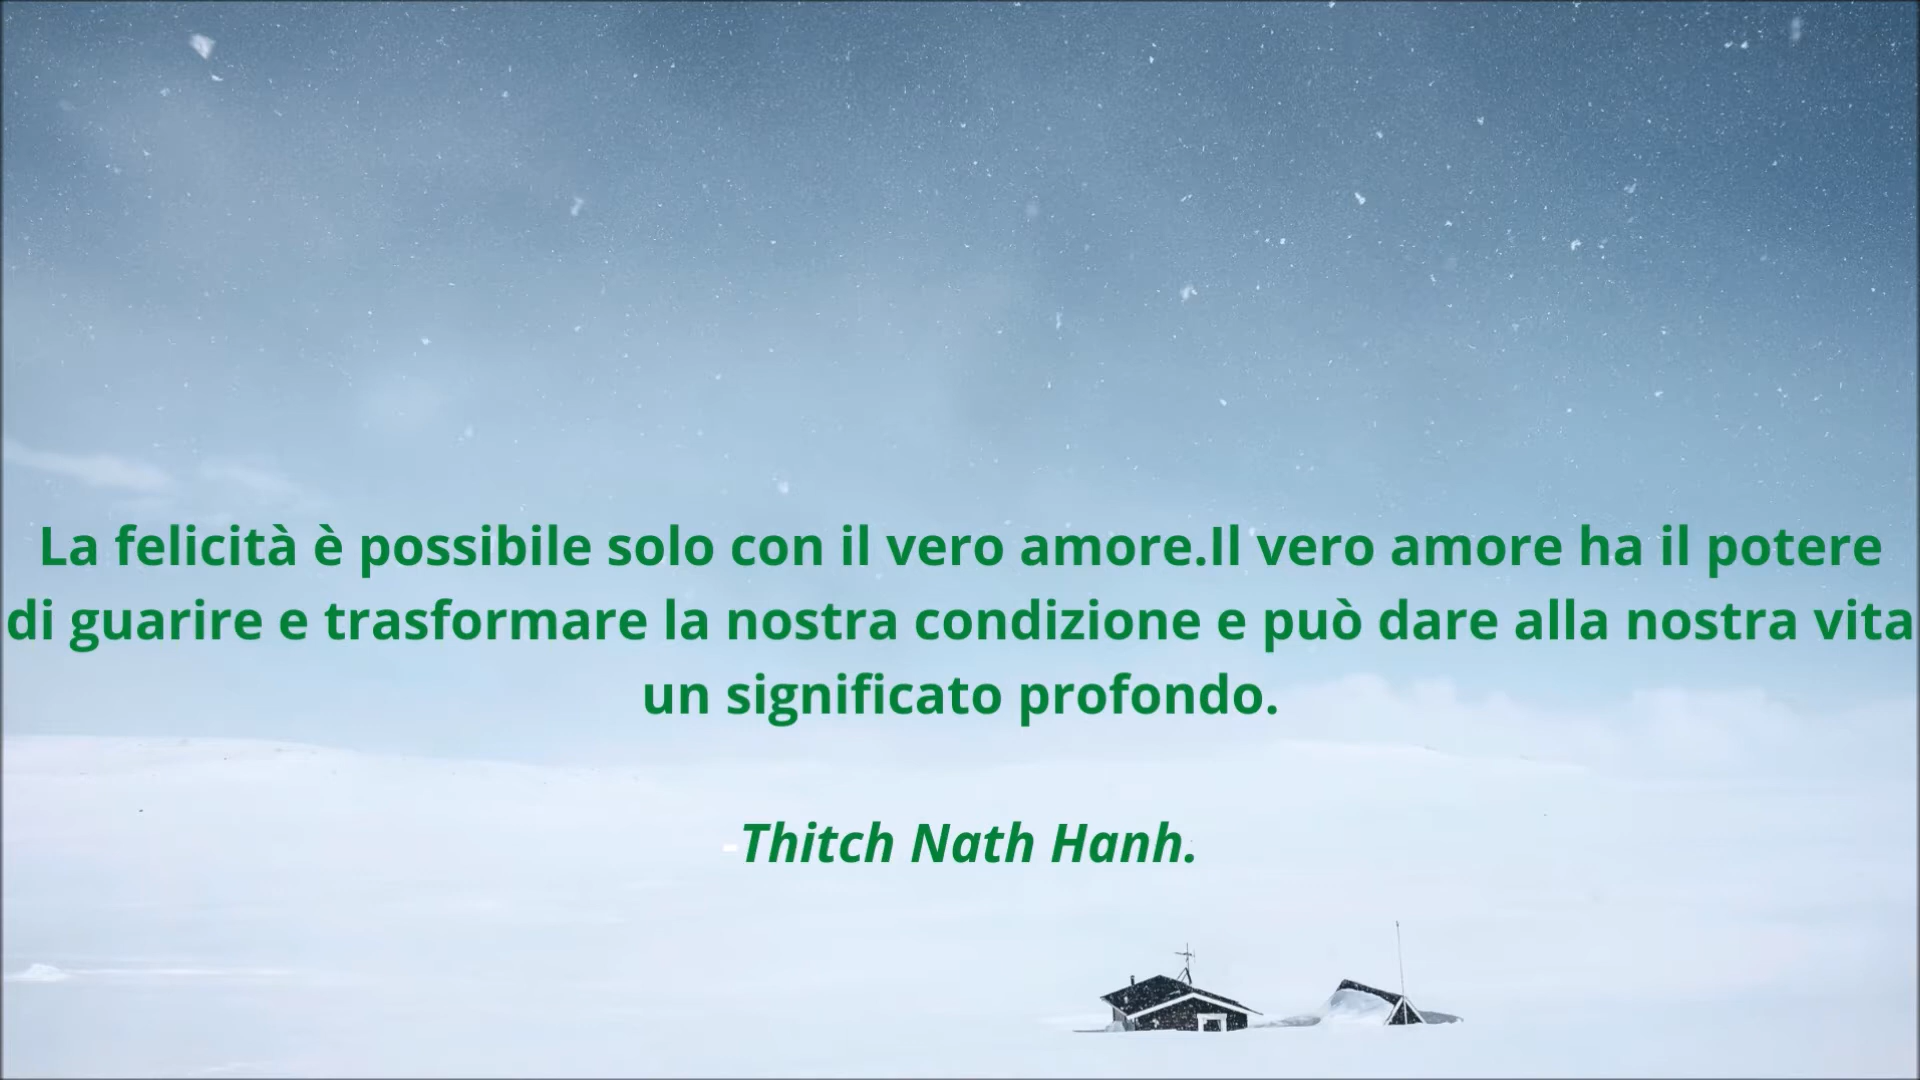 La felicità è possibile solo con il vero amore.Il vero amore ha il potere
di guarire e trasformare la nostra condizione e può dare alla nostra vita
un significato profondo.
-Thitch Nath Hanh.